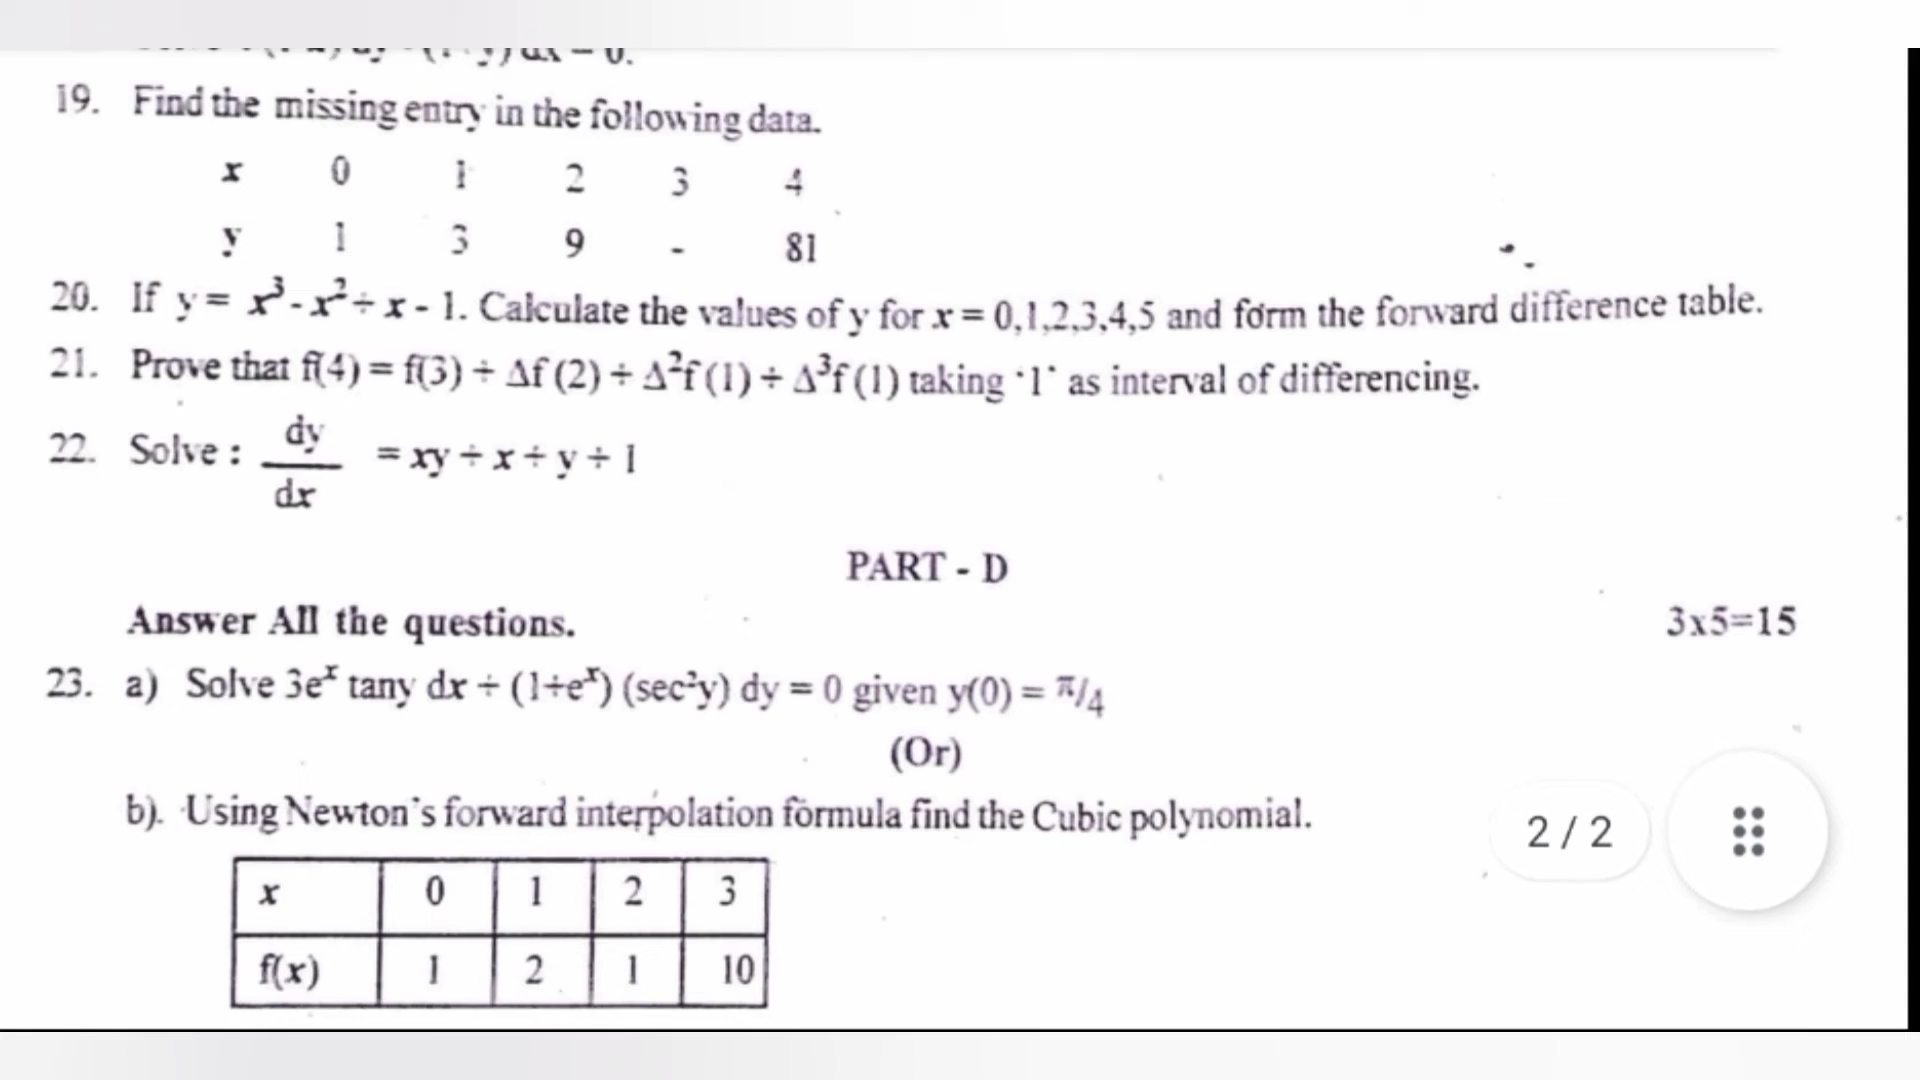 19. Find the missing entry in the following data.
x 0 1 2 3 4
y 1 3 9 - 81
20. If y = x³ - x² + x - 1. Calculate the values of y for x = 0,1,2,3,4,5 and form the forward difference table.
21. Prove that f(4) = f(3) + Δf (2) + Δ²f (1) + Δ³f (1) taking '1' as interval of differencing.
22. Solve : dy/dx = xy + x + y + 1
PART - D
Answer All the questions. 3x5=15
23. a) Solve 3eˣ tany dx + (1+eˣ) (sec²y) dy = 0 given y(0) = π/4
(Or)
b). Using Newton's forward interpolation formula find the Cubic polynomial.
x 0 1 2 3
f(x) 1 2 1 10
2 / 2